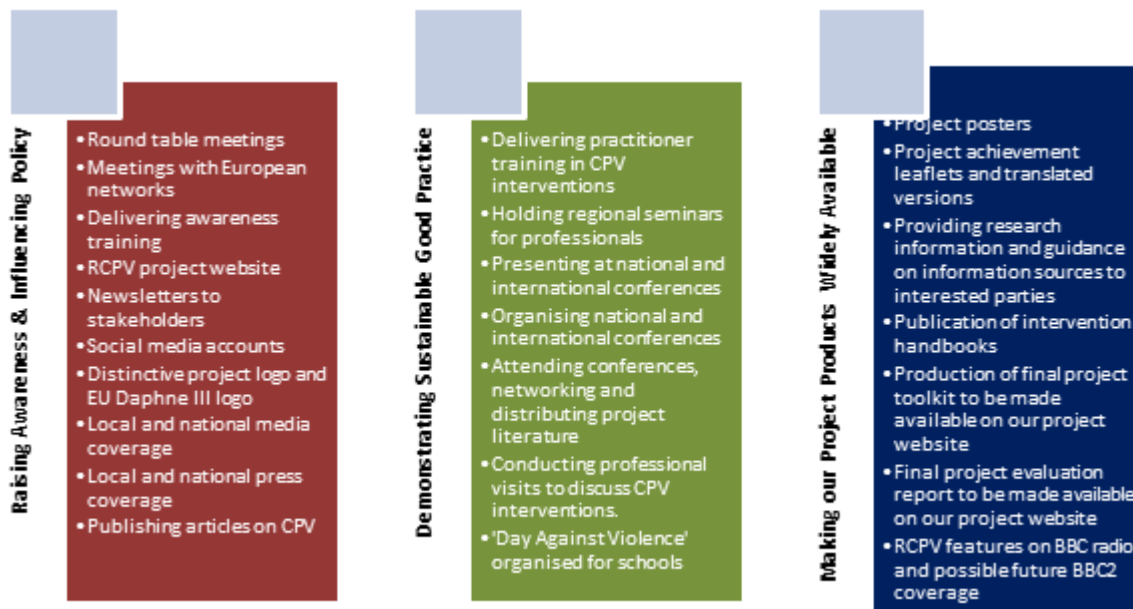 Raising Awareness & Influencing Policy
•Round table meetings
•Meetings with European
networks
•Delivering awareness
training
•RCPV project website
•Newsletters to
stakeholders
•Social media accounts
•Distinctive project logo and
EU Daphne III logo
•Local and national media
coverage
•Local and national press
coverage
•Publishing articles on CPV
Demonstrating Sustainable Good Practice
•Delivering practitioner
training in CPV
interventions
•Holding regional seminars
for professionals
•Presenting at national and
international conferences
•Organising national and
international conferences
•Attending conferences,
networking and
distributing project
literature
•Conducting professional
visits to discuss CPV
interventions.
•'Day Against Violence'
organised for schools
Making our Project Products Widely Available
•Project posters
•Project achievement
leaflets and translated
versions
•Providing research
information and guidance
on information sources to
interested parties
•Publication of intervention
handbooks
•Production of final project
toolkit to be made
available on our project
website
•Final project evaluation
report to be made available
on our project website
•RCPV features on BBC radio
and possible future BBC2
coverage